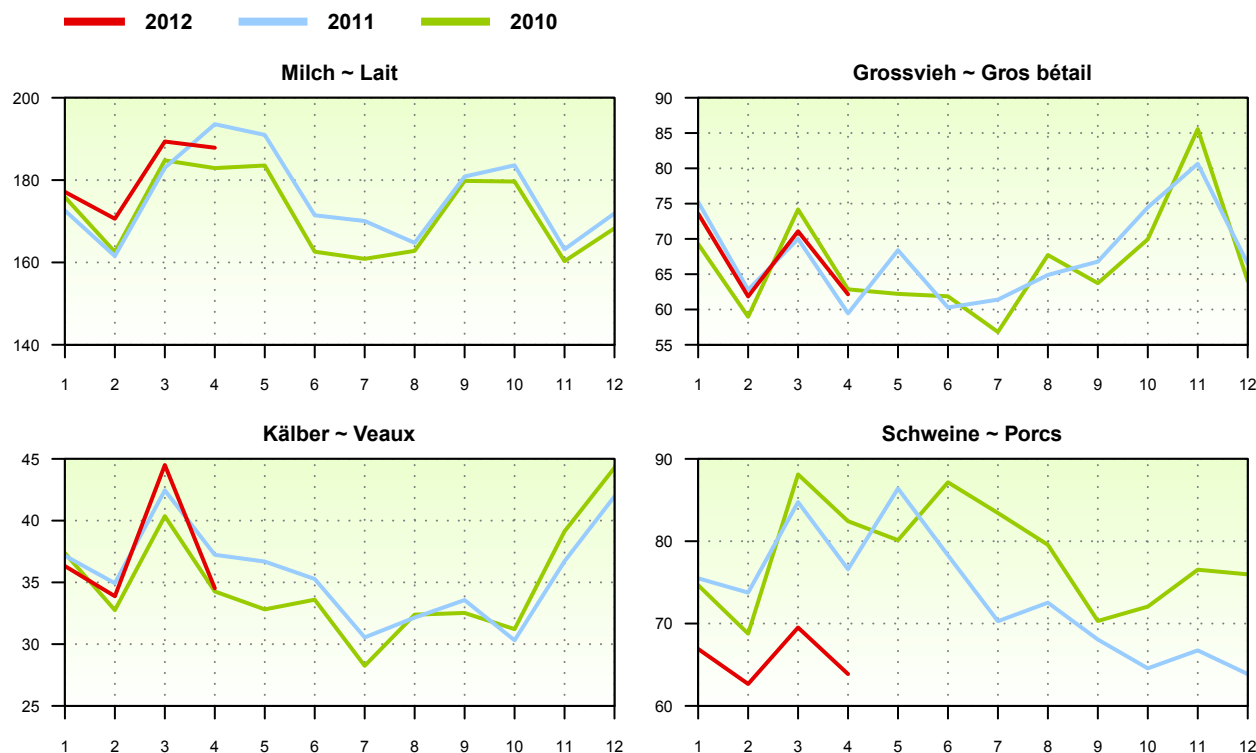 2012 2011 2010
Milch ~ Lait
200
180
160
140
1 2 3 4 5 6 7 8 9 10 11 12
Grossvieh ~ Gros bétail
90
85
80
75
70
65
60
55
1 2 3 4 5 6 7 8 9 10 11 12
Kälber ~ Veaux
45
40
35
30
25
1 2 3 4 5 6 7 8 9 10 11 12
Schweine ~ Porcs
90
80
70
60
1 2 3 4 5 6 7 8 9 10 11 12